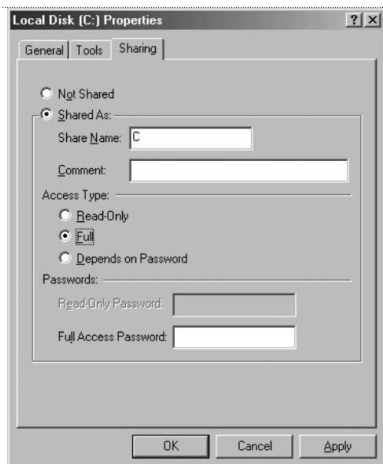 Local Disk (C:) Properties ? X
General Tools Sharing
Not Shared
Shared As:
Share Name: C
Comment:
Access Type:
Read-Only
Full
Depends on Password
Passwords:
Read-Only Password:
Full Access Password:
OK Cancel Apply